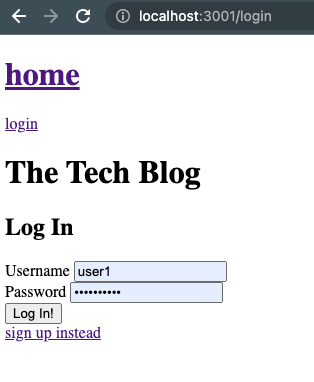 localhost:3001/login
home
login
The Tech Blog
Log In
Username user1
Password ••••••••••
Log In!
sign up instead